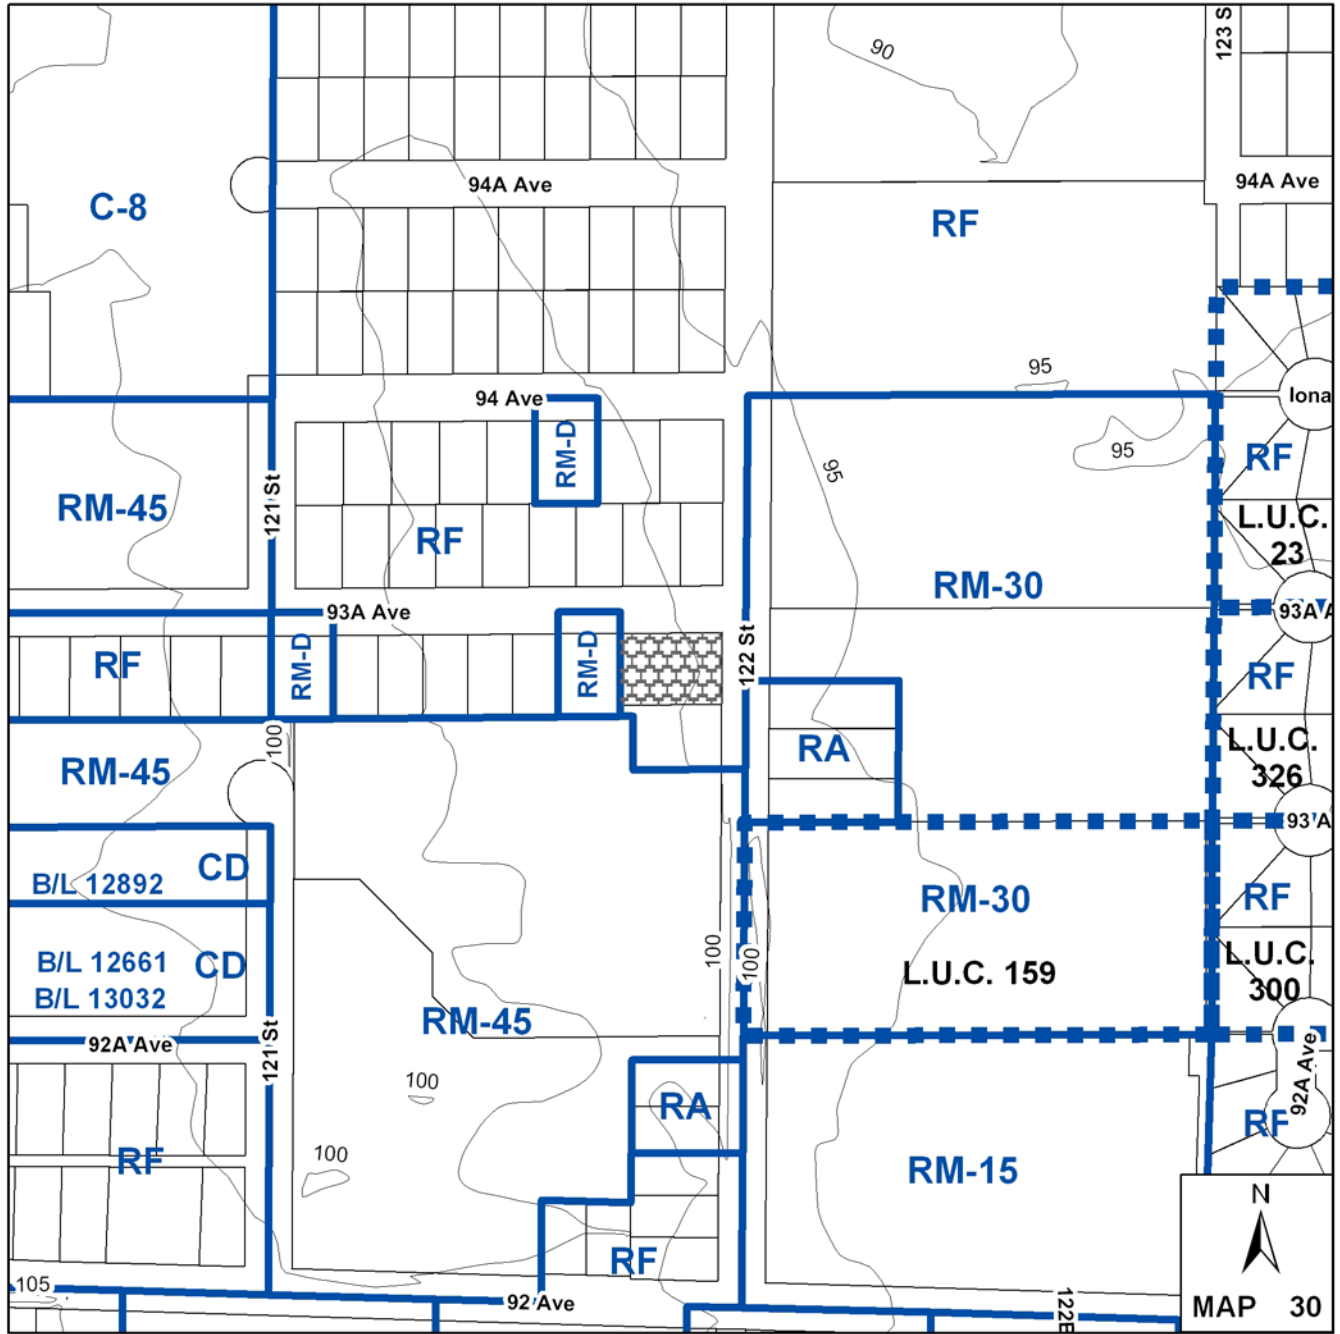 90
123 S
94A Ave
94A Ave
C-8
RF
95
94 Ave
Iona
RM-D
95
95
RF
RM-45
121 St
L.U.C.
23
RF
RM-30
93A Ave
93A A
RM-D
RM-D
122 St
RF
RF
100
RA
L.U.C.
326
RM-45
93 A
CD
B/L 12892
RM-30
RF
100
100
B/L 12661
CD
L.U.C. 159
L.U.C.
300
B/L 13032
RM-45
92A Ave
121 St
92A Ave
100
RA
RF
100
RF
RM-15
RF
N
105
92 Ave
122B
MAP 30